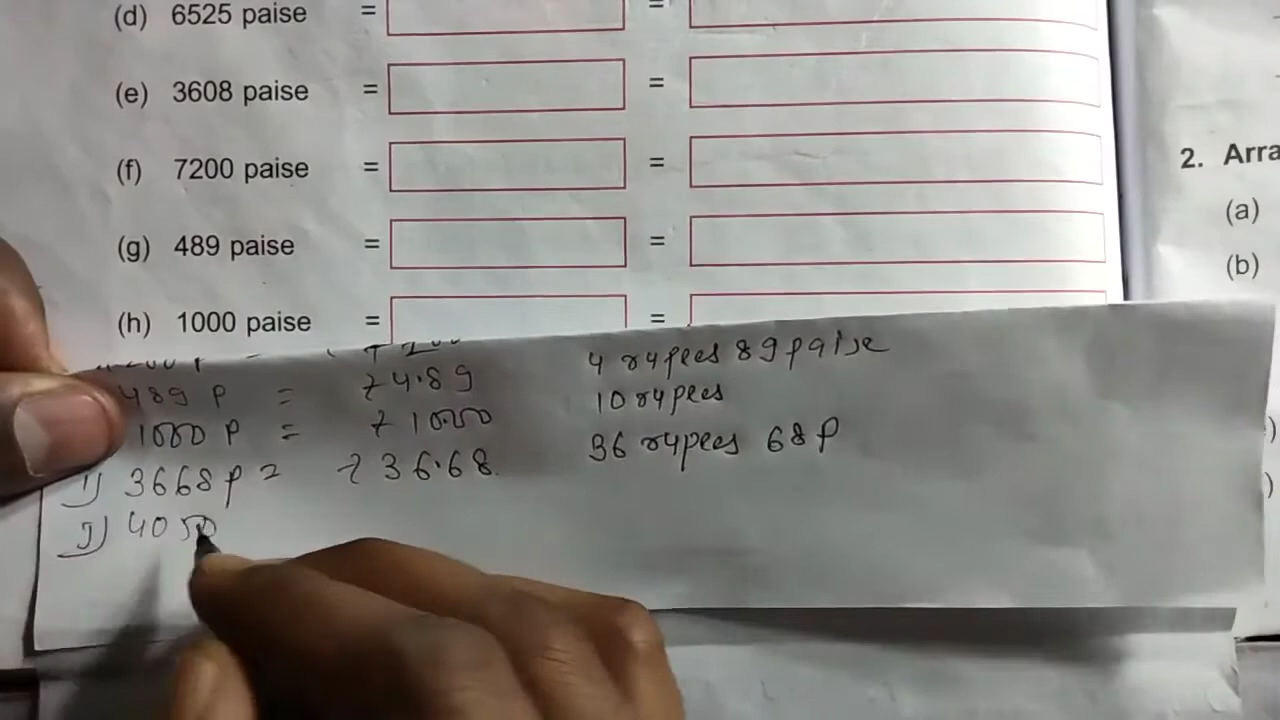 (d) 6525 paise = =
(e) 3608 paise = =
(f) 7200 paise = =
(g) 489 paise = =
(h) 1000 paise = =
2. Arra
(a)
(b)
489 P = ₹4.89 4 rupees 89 paise
1000 P = ₹10.00 10 rupees
I) 3668 P = ₹36.68 36 rupees 68 P
J) 4050